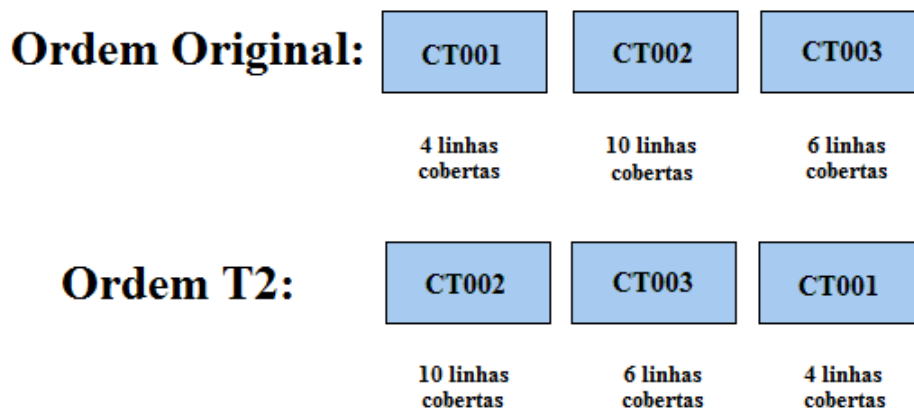 Ordem Original:
CT001
CT002
CT003
4 linhas
cobertas
10 linhas
cobertas
6 linhas
cobertas
Ordem T2:
CT002
CT003
CT001
10 linhas
cobertas
6 linhas
cobertas
4 linhas
cobertas